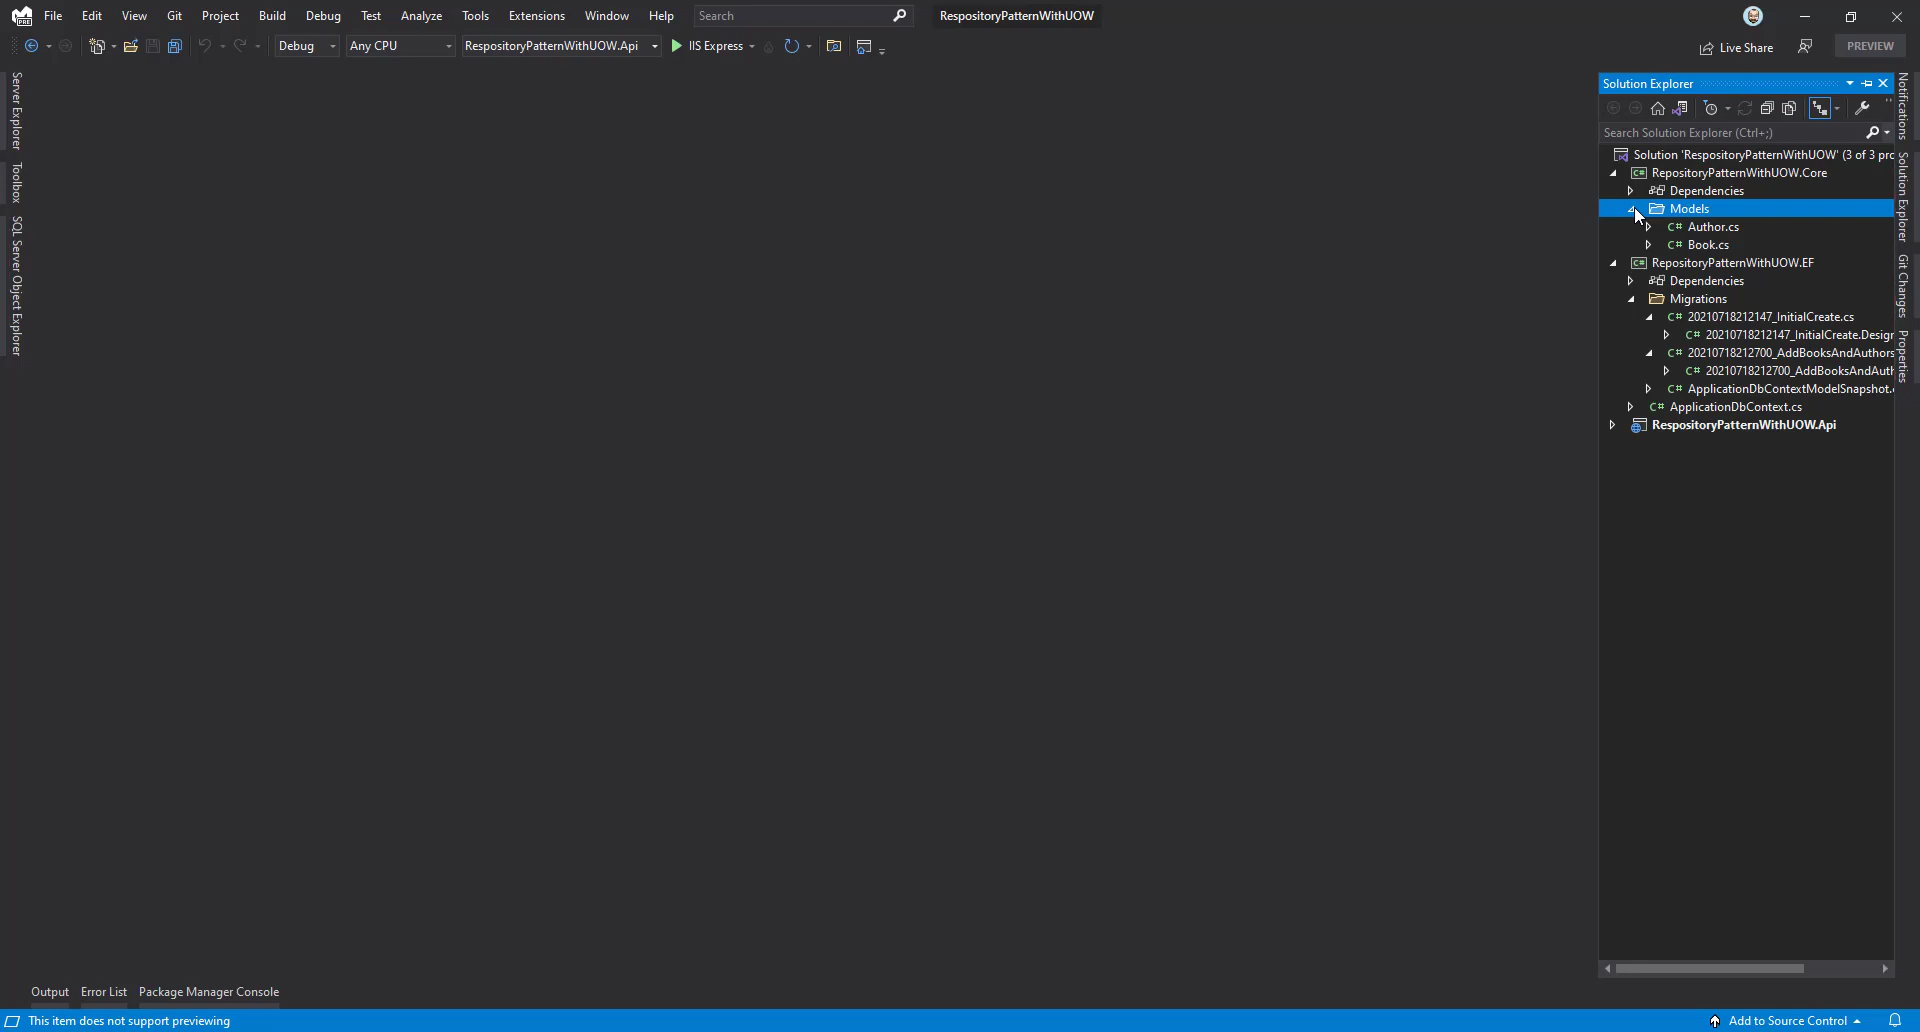 File Edit View Git Project Build Debug Test Analyze Tools Extensions Window Help Search RespositoryPatternWithUOW
Debug Any CPU RespositoryPatternWithUOW.Api IIS Express Live Share PREVIEW
Server Explorer
Toolbox
SQL Server Object Explorer
Solution Explorer
Search Solution Explorer (Ctrl+;)
Solution 'RespositoryPatternWithUOW' (3 of 3 pro
RepositoryPatternWithUOW.Core
Dependencies
Models
C# Author.cs
C# Book.cs
RepositoryPatternWithUOW.EF
Dependencies
Migrations
C# 20210718212147_InitialCreate.cs
C# 20210718212147_InitialCreate.Design
C# 20210718212700_AddBooksAndAuthors
C# 20210718212700_AddBooksAndAuth
C# ApplicationDbContextModelSnapshot.
C# ApplicationDbContext.cs
RespositoryPatternWithUOW.Api
Notifications
Solution Explorer
Git Changes
Properties
Output Error List Package Manager Console
This item does not support previewing Add to Source Control